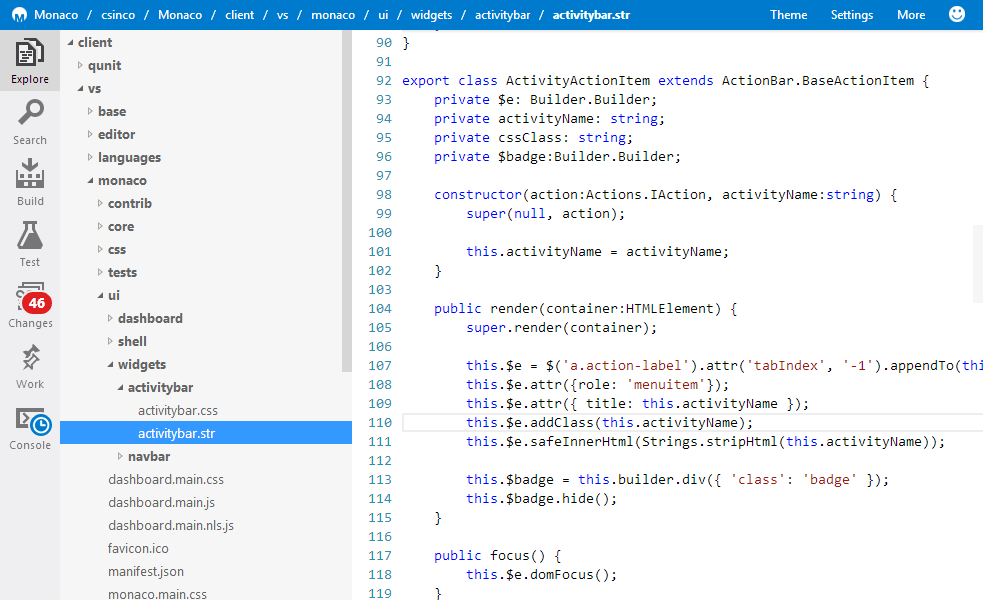 Monaco / csinco / Monaco / client / vs / monaco / ui / widgets / activitybar / activitybar.str
Theme Settings More
Explore
Search
Build
Test
46
Changes
Work
Console
client
qunit
vs
base
editor
languages
monaco
contrib
core
css
tests
ui
dashboard
shell
widgets
activitybar
activitybar.css
activitybar.str
navbar
dashboard.main.css
dashboard.main.js
dashboard.main.nls.js
favicon.ico
manifest.json
monaco.main.css
90 }
91
92 export class ActivityActionItem extends ActionBar.BaseActionItem {
93 private $e: Builder.Builder;
94 private activityName: string;
95 private cssClass: string;
96 private $badge:Builder.Builder;
97
98 constructor(action:Actions.IAction, activityName:string) {
99 super(null, action);
100
101 this.activityName = activityName;
102 }
103
104 public render(container:HTMLElement) {
105 super.render(container);
106
107 this.$e = $('a.action-label').attr('tabIndex', '-1').appendTo(thi
108 this.$e.attr({role: 'menuitem'});
109 this.$e.attr({ title: this.activityName });
110 this.$e.addClass(this.activityName);
111 this.$e.safeInnerHtml(Strings.stripHtml(this.activityName));
112
113 this.$badge = this.builder.div({ 'class': 'badge' });
114 this.$badge.hide();
115 }
116
117 public focus() {
118 this.$e.domFocus();
119 }